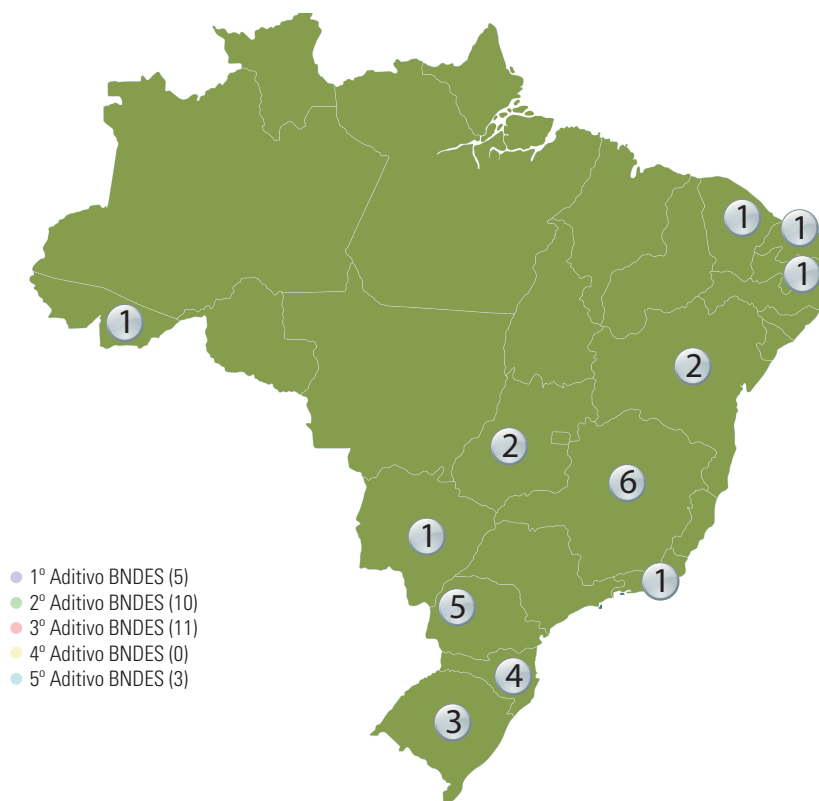 1
1
1
1
2
2
6
1
1
5
4
3
1º Aditivo BNDES (5)
2º Aditivo BNDES (10)
3º Aditivo BNDES (11)
4º Aditivo BNDES (0)
5º Aditivo BNDES (3)